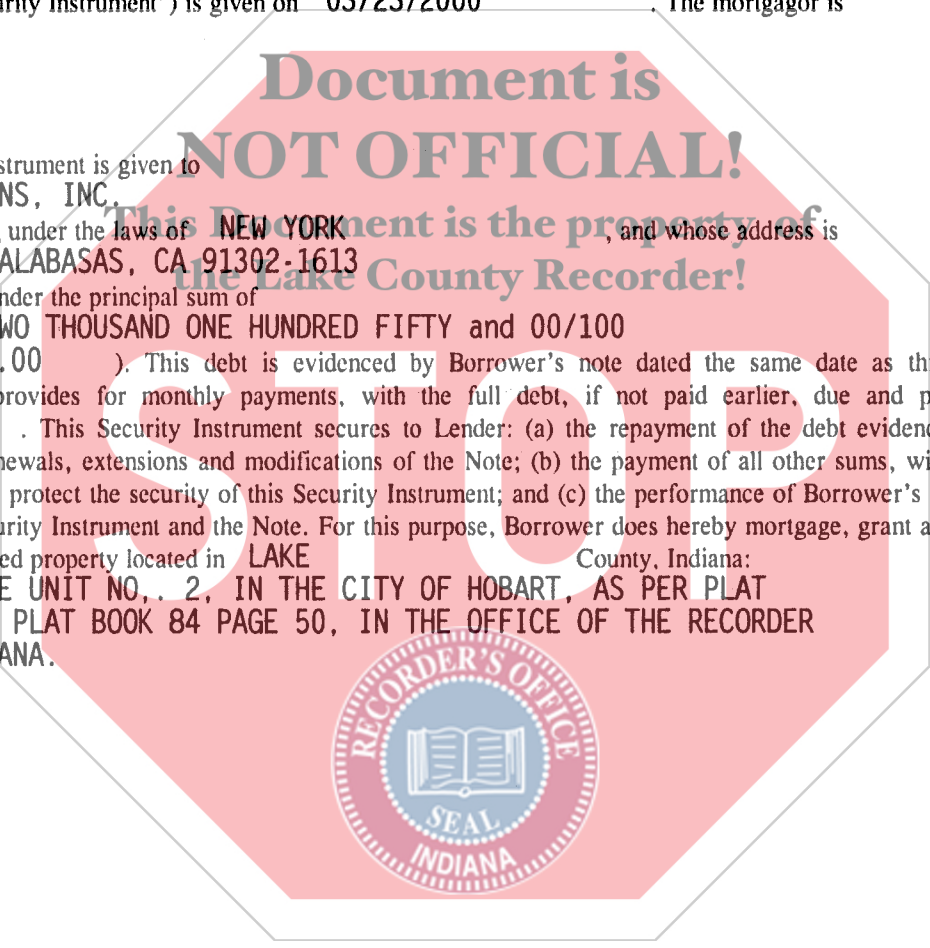 urity Instrument") is given on 03/23/2000 . The mortgagor is
Document is
NOT OFFICIAL!
strument is given to
NS, INC.
This Document is the property of
under the laws of NEW YORK , and whose address is
ALABASAS, CA 91302-1613
the Lake County Recorder!
nder the principal sum of
WO THOUSAND ONE HUNDRED FIFTY and 00/100
.00 ). This debt is evidenced by Borrower's note dated the same date as th
provides for monthly payments, with the full debt, if not paid earlier, due and p
. This Security Instrument secures to Lender: (a) the repayment of the debt eviden
newals, extensions and modifications of the Note; (b) the payment of all other sums, wi
protect the security of this Security Instrument; and (c) the performance of Borrower's
urity Instrument and the Note. For this purpose, Borrower does hereby mortgage, grant a
ed property located in LAKE County, Indiana:
E UNIT NO,. 2, IN THE CITY OF HOBART, AS PER PLAT
PLAT BOOK 84 PAGE 50, IN THE OFFICE OF THE RECORDER
ANA.
STOP
RECORDER'S OFFICE
SEAL
INDIANA